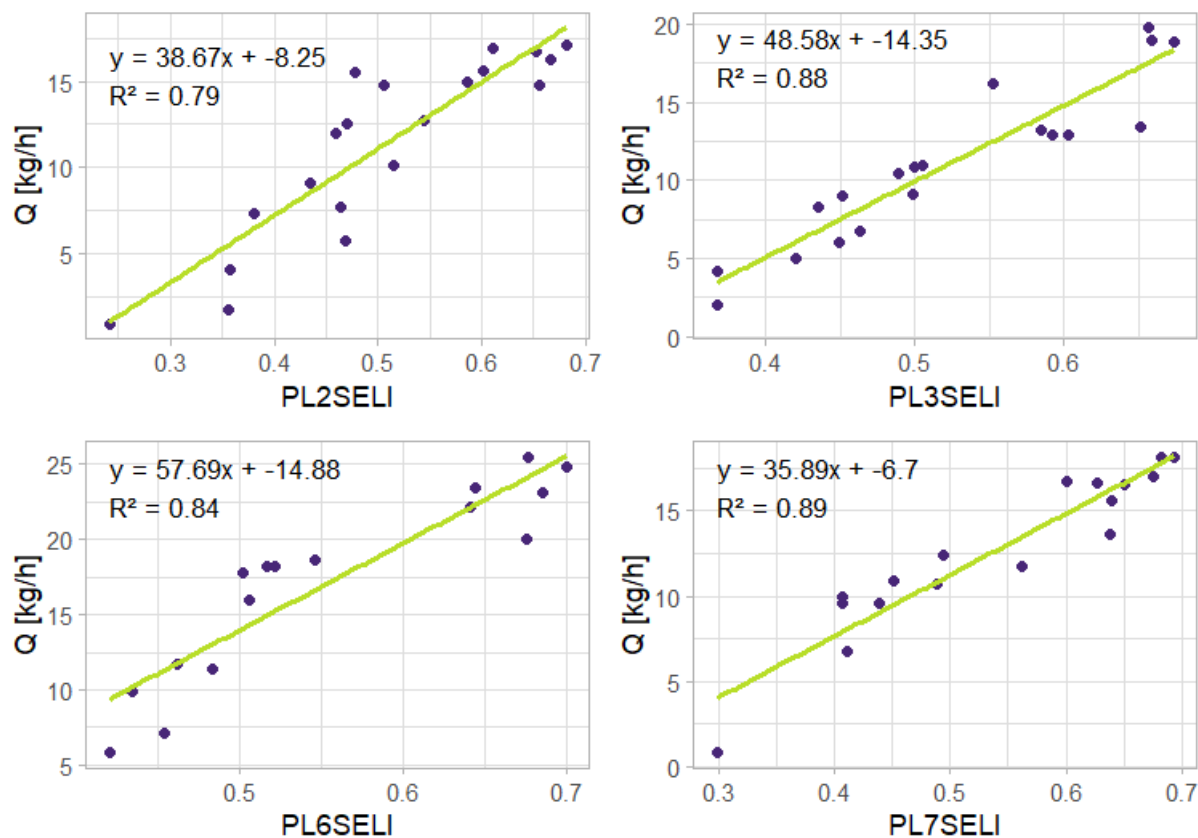 y = 38.67x + -8.25
R² = 0.79
15
10
5
Q [kg/h]
0.3 0.4 0.5 0.6 0.7
PL2SELI
y = 48.58x + -14.35
R² = 0.88
20
15
10
5
0
Q [kg/h]
0.4 0.5 0.6
PL3SELI
y = 57.69x + -14.88
R² = 0.84
25
20
15
10
5
Q [kg/h]
0.5 0.6 0.7
PL6SELI
y = 35.89x + -6.7
R² = 0.89
15
10
5
0
Q [kg/h]
0.3 0.4 0.5 0.6 0.7
PL7SELI